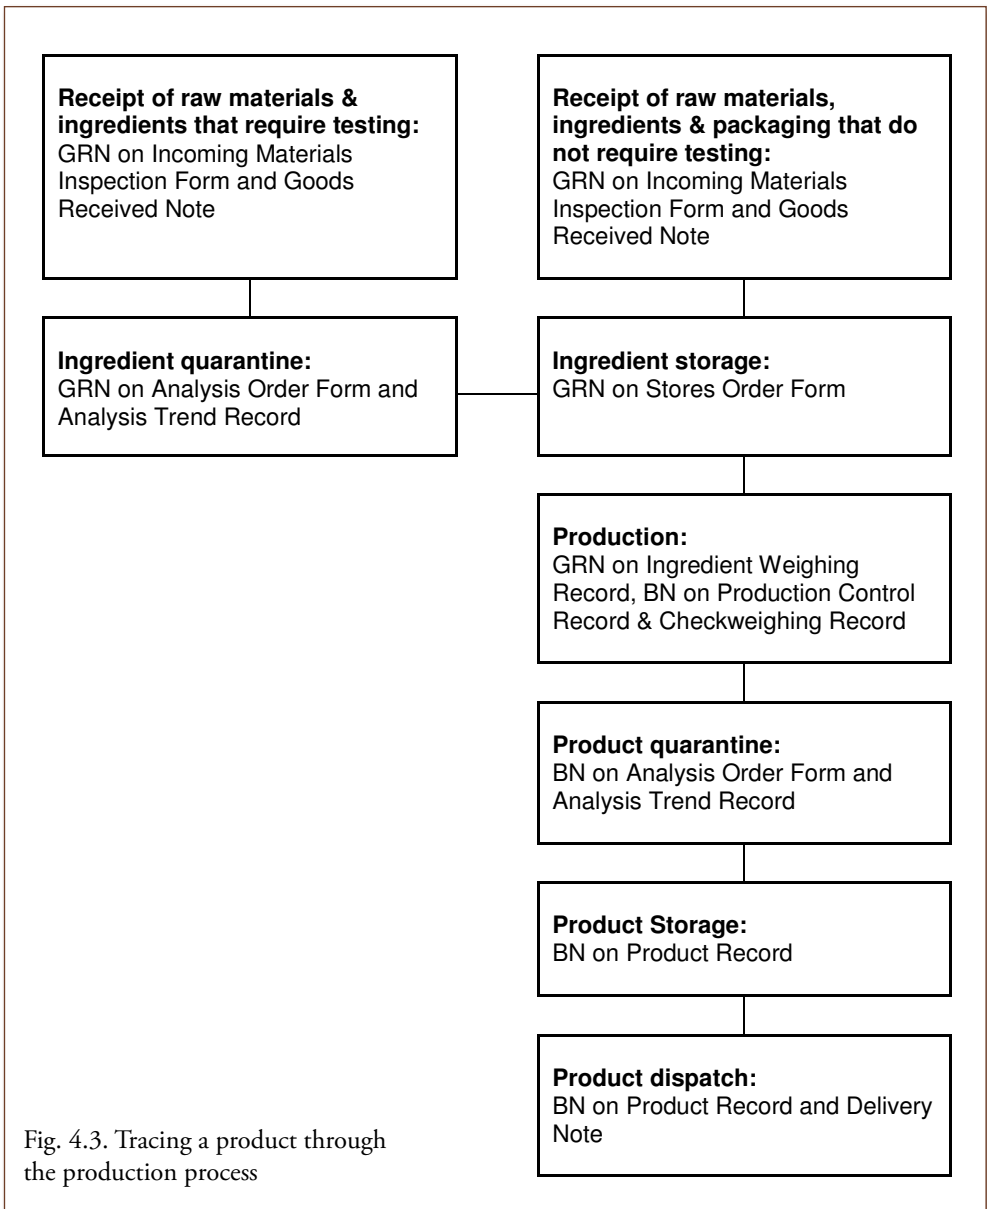 Receipt of raw materials &
ingredients that require testing:
GRN on Incoming Materials
Inspection Form and Goods
Received Note
Receipt of raw materials,
ingredients & packaging that do
not require testing:
GRN on Incoming Materials
Inspection Form and Goods
Received Note
Ingredient quarantine:
GRN on Analysis Order Form and
Analysis Trend Record
Ingredient storage:
GRN on Stores Order Form
Production:
GRN on Ingredient Weighing
Record, BN on Production Control
Record & Checkweighing Record
Product quarantine:
BN on Analysis Order Form and
Analysis Trend Record
Product Storage:
BN on Product Record
Product dispatch:
BN on Product Record and Delivery
Note
Fig. 4.3. Tracing a product through
the production process